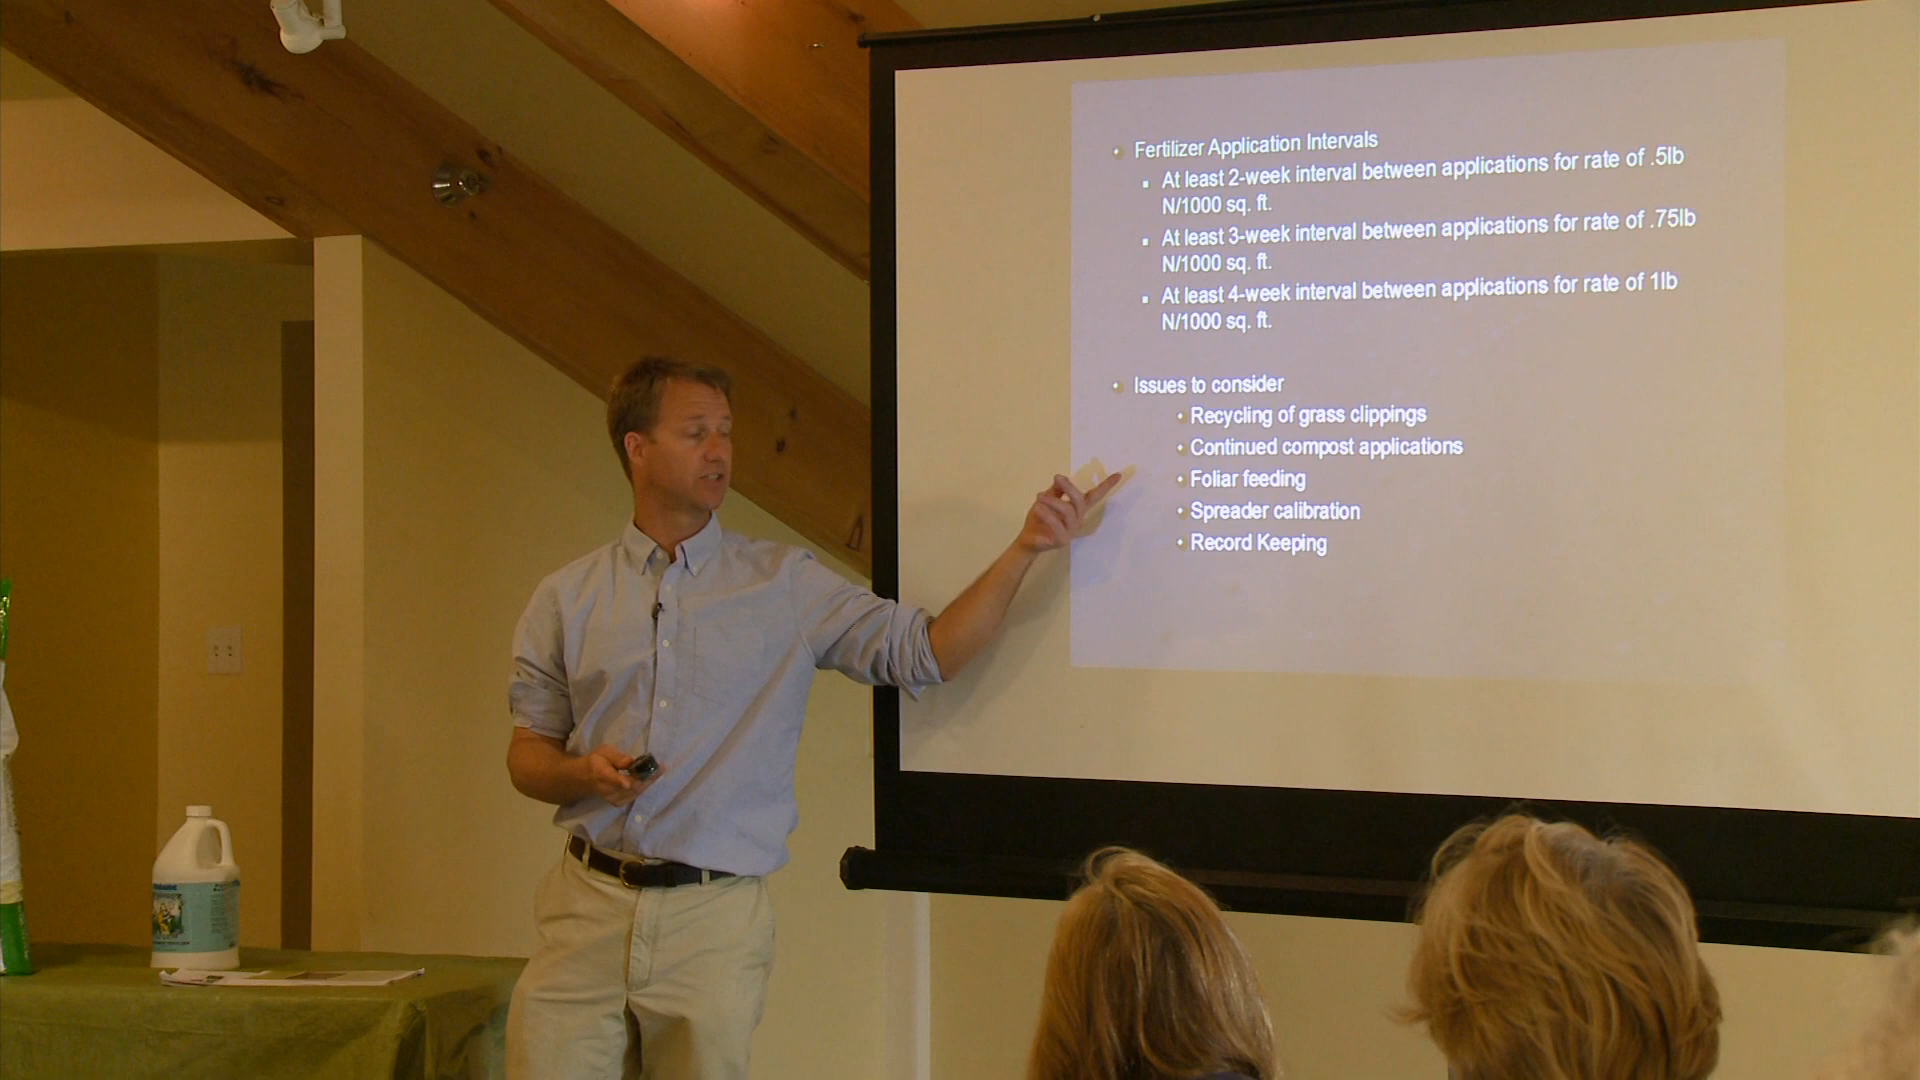 • Fertilizer Application Intervals
▪ At least 2-week interval between applications for rate of .5lb
N/1000 sq. ft.
▪ At least 3-week interval between applications for rate of .75lb
N/1000 sq. ft.
▪ At least 4-week interval between applications for rate of 1lb
N/1000 sq. ft.
• Issues to consider
• Recycling of grass clippings
• Continued compost applications
• Foliar feeding
• Spreader calibration
• Record Keeping